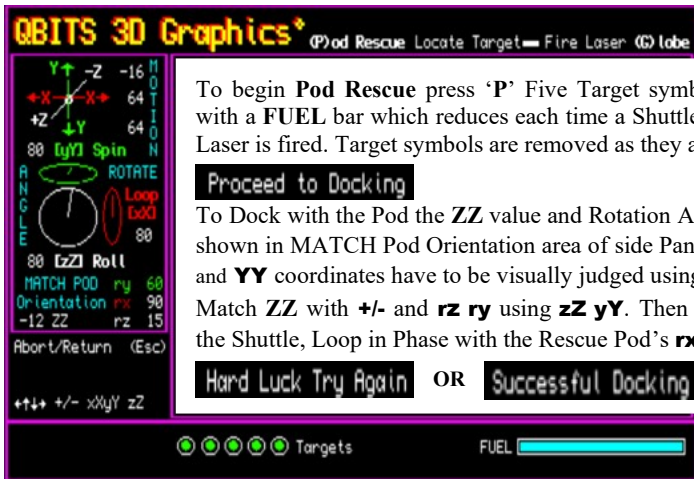 QBITS 3D Graphics° (P)od Rescue Locate Target Fire Laser (G)lobe
Y -Z -16
-X X+ 64
+Z Y 64
MOTION
80 [yY] Spin
ANGLE
ROTATE
Loop
[xX]
80
80 [zZ] Roll
MATCH POD ry 60
Orientation rx 90
-12 ZZ rz 15
Abort/Return (Esc)
←↑↓→ +/- xXyY zZ
To begin Pod Rescue press ‘P’ Five Target symb
with a FUEL bar which reduces each time a Shuttle
Laser is fired. Target symbols are removed as they a
Proceed to Docking
To Dock with the Pod the ZZ value and Rotation A
shown in MATCH Pod Orientation area of side Pan
and YY coordinates have to be visually judged using
Match ZZ with +/- and rz ry using zZ yY. Then
the Shuttle, Loop in Phase with the Rescue Pod’s rx
Hard Luck Try Again OR Successful Docking
Targets FUEL